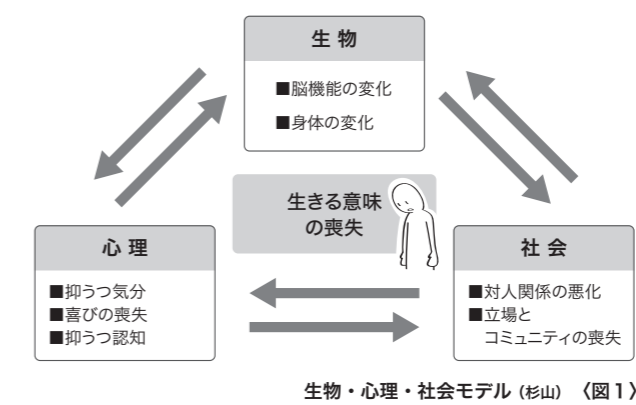 生物
■脳機能の変化
■身体の変化
生きる意味
の喪失
心理
■抑うつ気分
■喜びの喪失
■抑うつ認知
社会
■対人関係の悪化
■立場と
コミュニティの喪失
生物・心理・社会モデル（杉山）〈図1〉